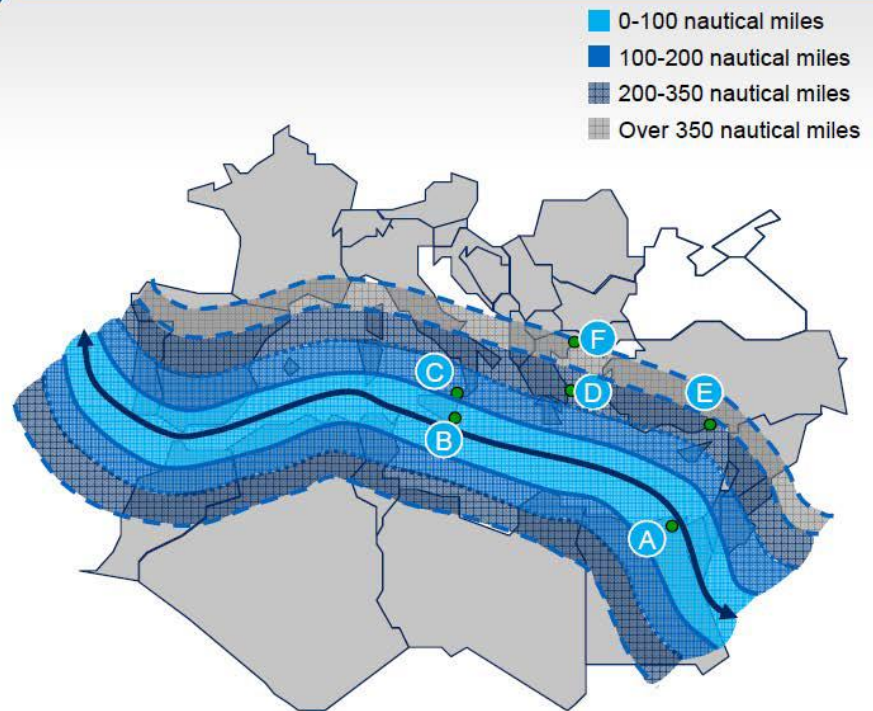 0-100 nautical miles
100-200 nautical miles
200-350 nautical miles
Over 350 nautical miles
F
C
D
E
B
A